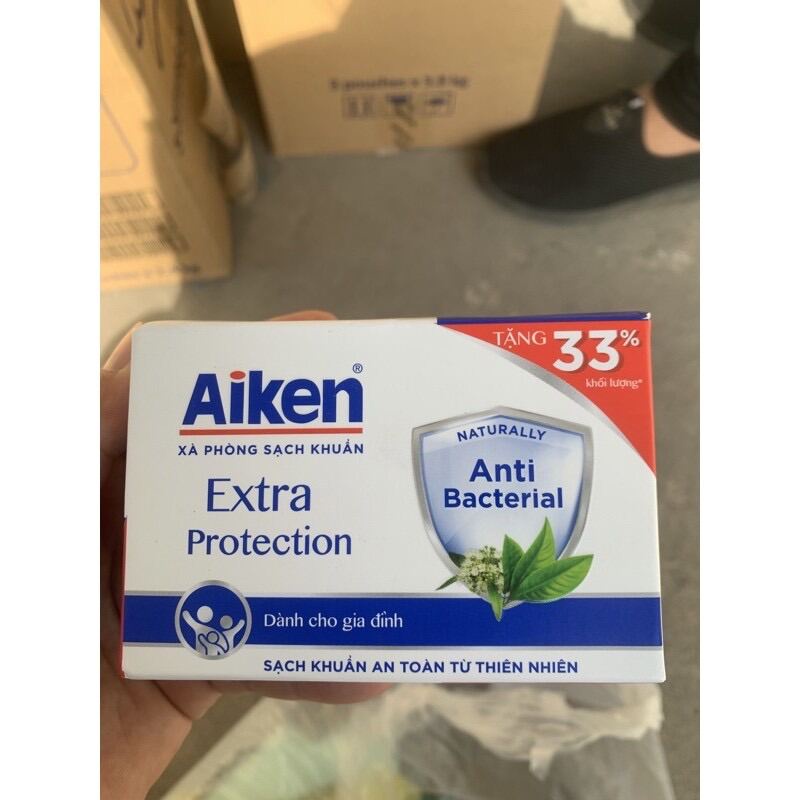 TẶNG 33%
khối lượng*
Aiken®
XÀ PHÒNG SẠCH KHUẨN
Extra
Protection
NATURALLY
Anti
Bacterial
Dành cho gia đình
SẠCH KHUẨN AN TOÀN TỪ THIÊN NHIÊN